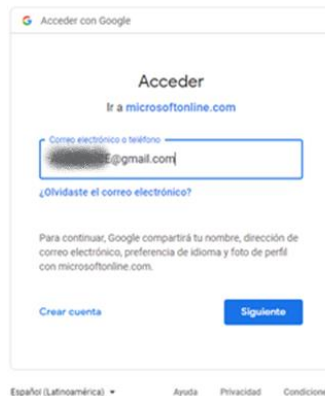 Acceder con Google
Acceder
Ir a microsoftonline.com
Correo electrónico o teléfono
E@gmail.com
¿Olvidaste el correo electrónico?
Para continuar, Google compartirá tu nombre, dirección de
correo electrónico, preferencia de idioma y foto de perfil
con microsoftonline.com.
Crear cuenta
Siguiente
Español (Latinoamérica)
Ayuda
Privacidad
Condicione